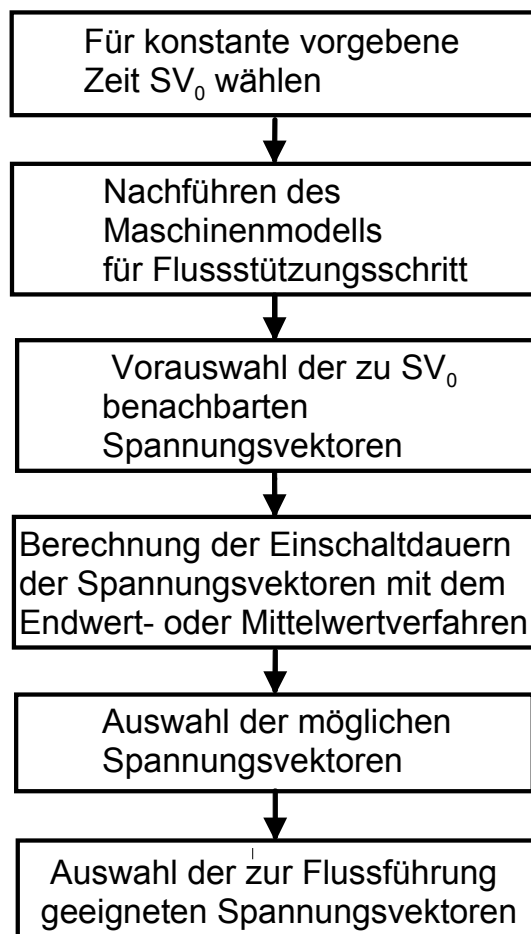 Für konstante vorgebene
Zeit SV₀ wählen
Nachführen des
Maschinenmodells
für Flussstützungsschritt
Vorauswahl der zu SV₀
benachbarten
Spannungsvektoren
Berechnung der Einschaltdauern
der Spannungsvektoren mit dem
Endwert- oder Mittelwertverfahren
Auswahl der möglichen
Spannungsvektoren
Auswahl der zur Flussführung
geeigneten Spannungsvektoren